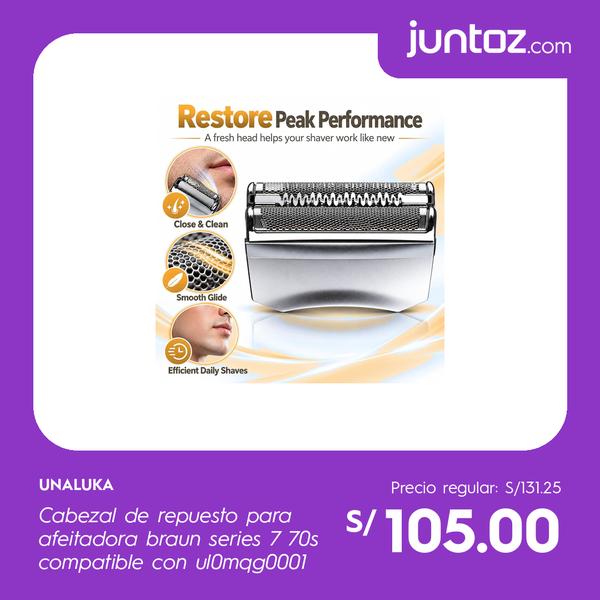 juntoz.com
Restore Peak Performance
A fresh head helps your shaver work like new
Close & Clean
Smooth Glide
Efficient Daily Shaves
UNALUKA
Cabezal de repuesto para
afeitadora braun series 7 70s
compatible con ul0mqg0001
Precio regular: S/131.25
S/ 105.00